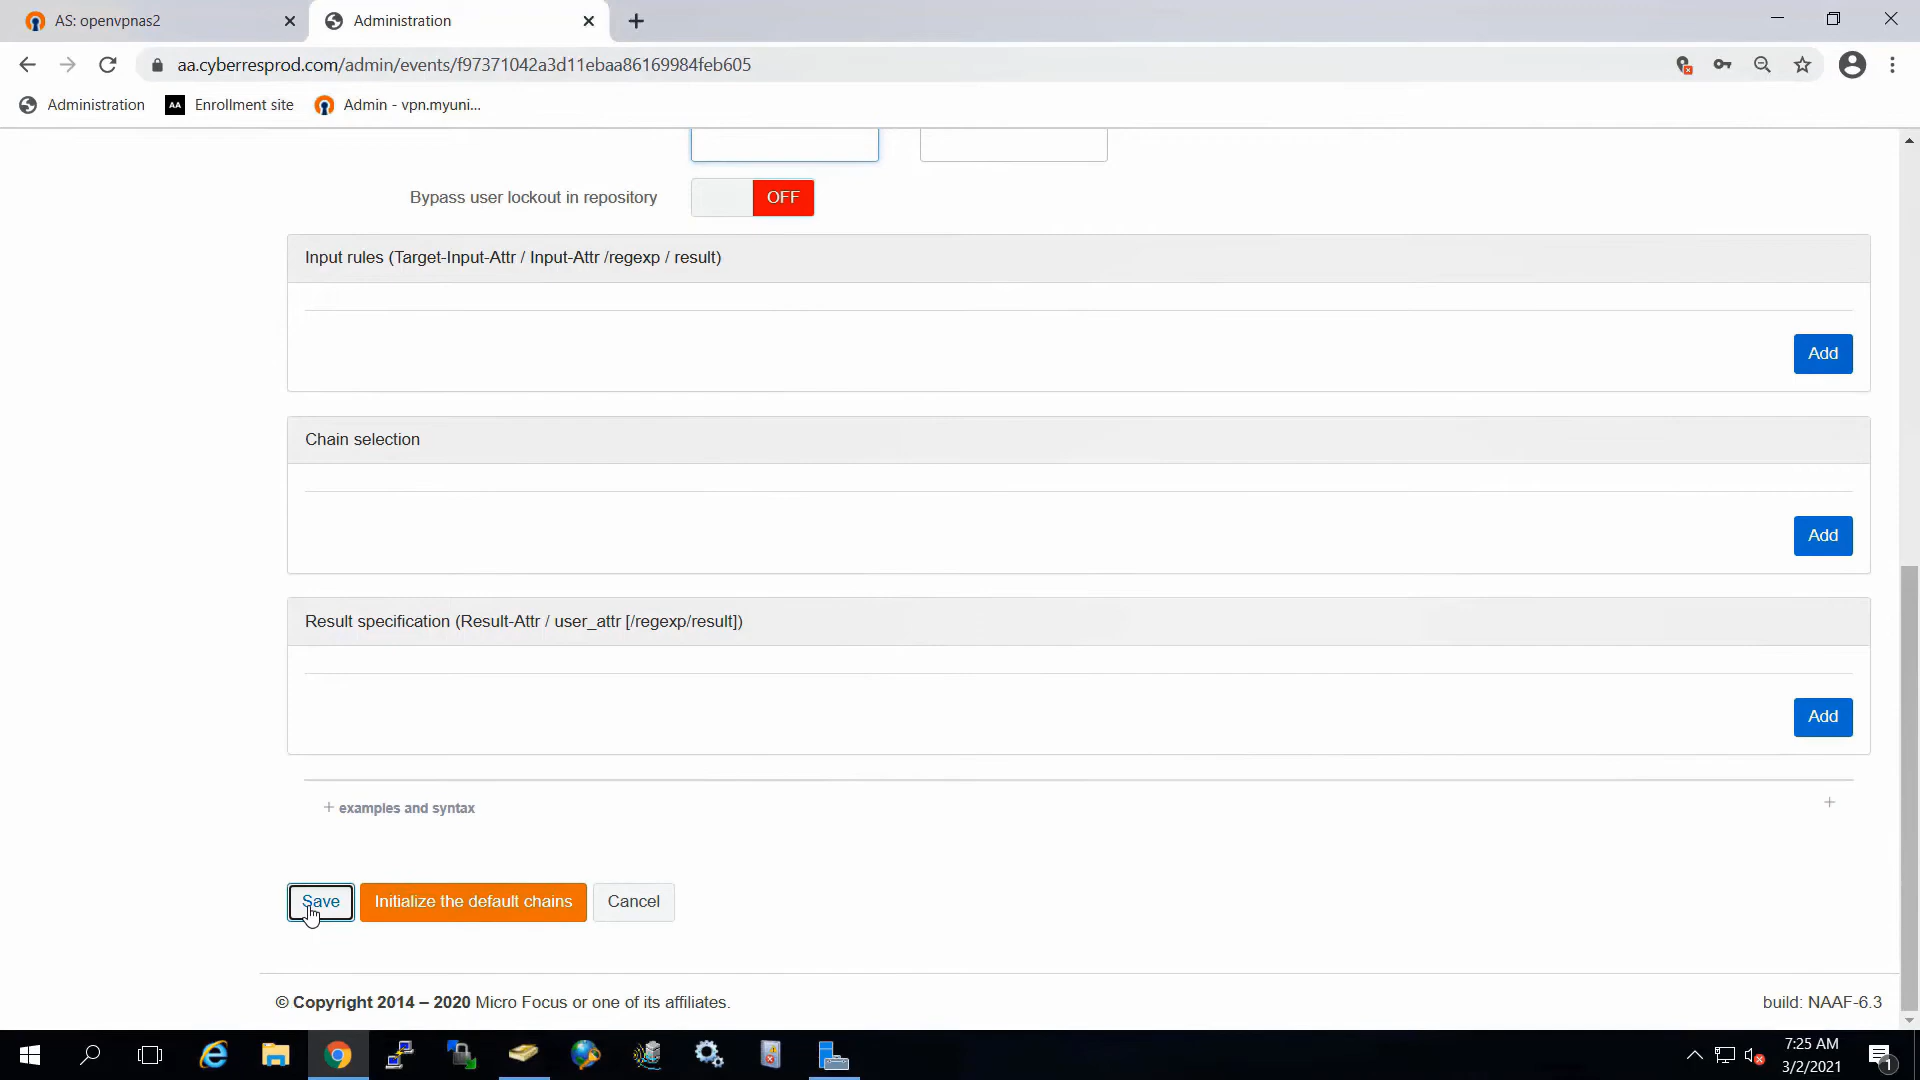 AS: openvpnas2
Administration
aa.cyberresprod.com/admin/events/f97371042a3d11ebaa86169984feb605
Administration
AA
Enrollment site
Admin - vpn.myuni...
Bypass user lockout in repository
OFF
Input rules (Target-Input-Attr / Input-Attr /regexp / result)
Add
Chain selection
Add
Result specification (Result-Attr / user_attr [/regexp/result])
Add
+ examples and syntax
+
Save
Initialize the default chains
Cancel
© Copyright 2014 – 2020 Micro Focus or one of its affiliates.
build: NAAF-6.3
7:25 AM
3/2/2021
1